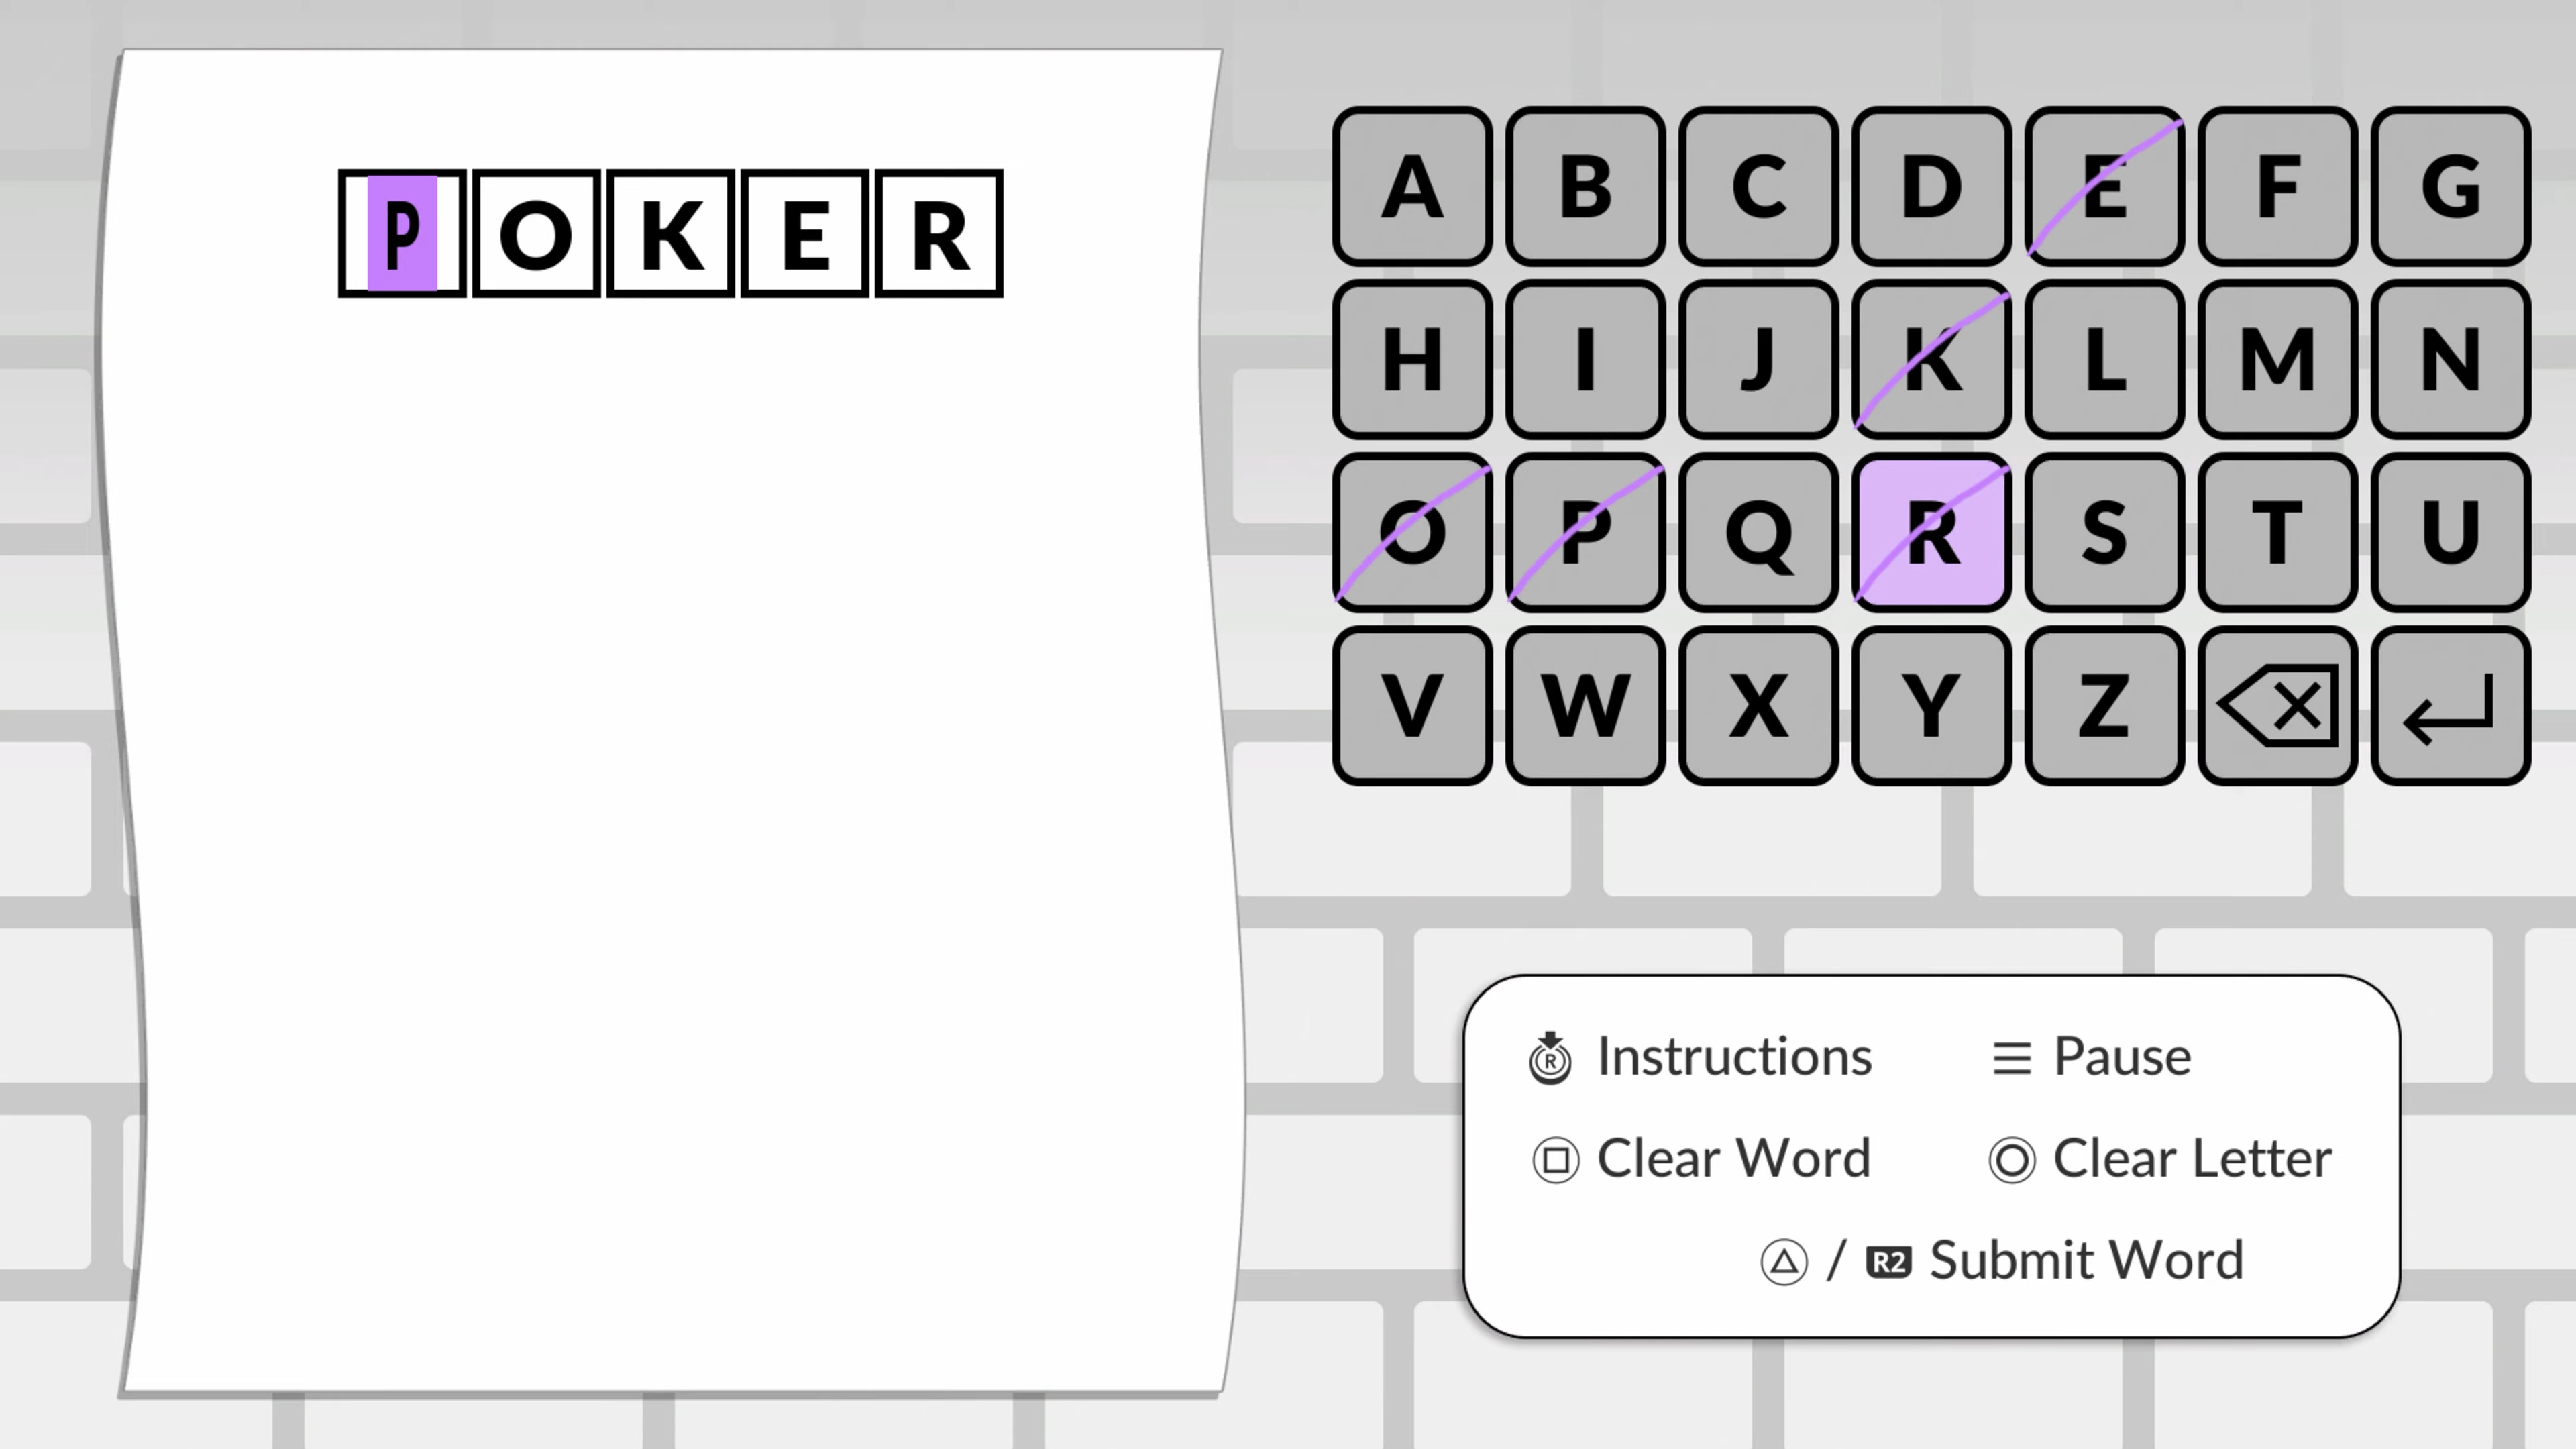 POKER
A B C D E F G
H I J K L M N
O P Q R S T U
V W X Y Z
R Instructions
Pause
Clear Word
Clear Letter
/ R2 Submit Word